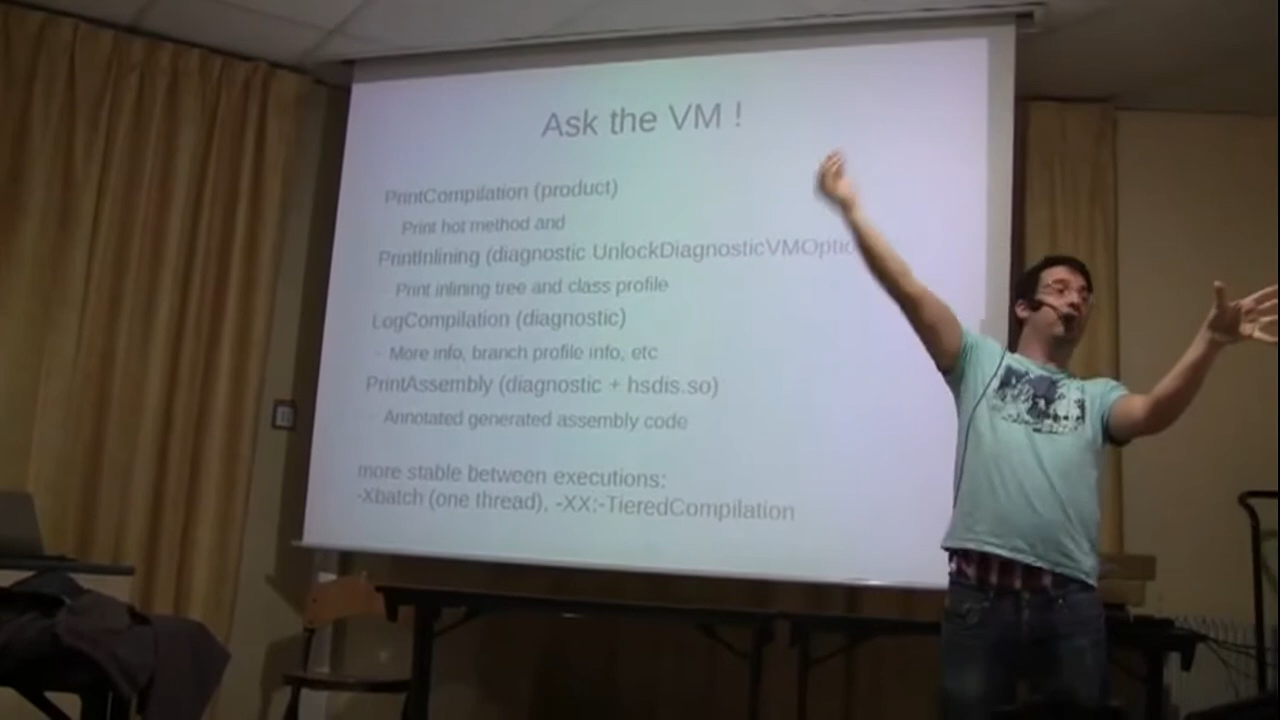 Ask the VM !
PrintCompilation (product)
Print hot method and
PrintInlining (diagnostic UnlockDiagnosticVMOptio
Print inlining tree and class profile
LogCompilation (diagnostic)
- More info, branch profile info, etc
PrintAssembly (diagnostic + hsdis.so)
- Annotated generated assembly code
more stable between executions:
-Xbatch (one thread), -XX:-TieredCompilation